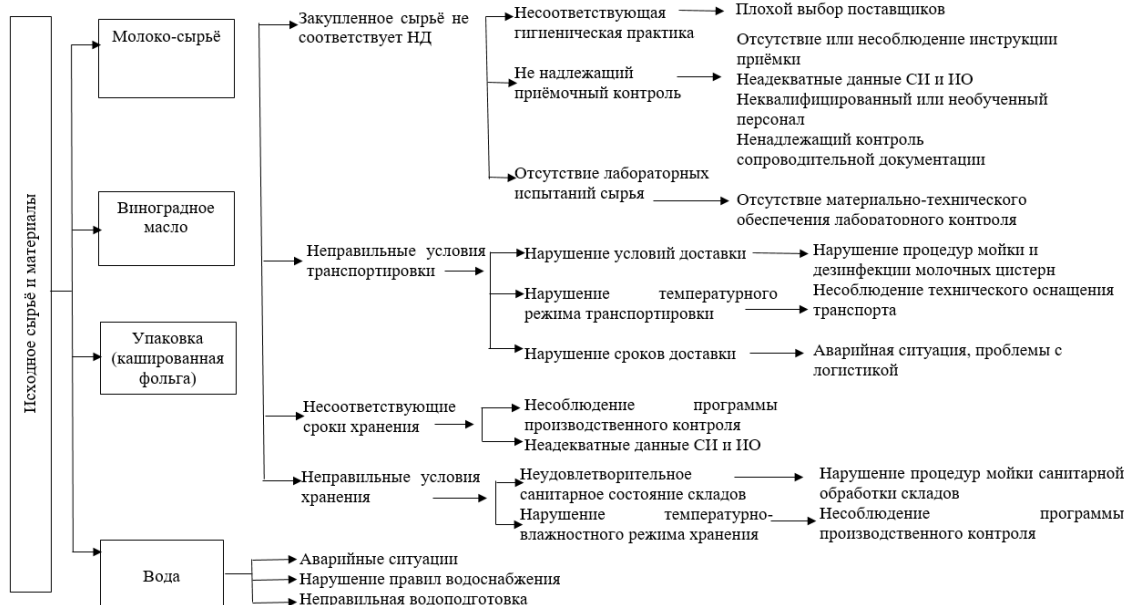 Исходное сырьё и материалы
Молоко-сырьё
Виноградное
масло
Упаковка
(кашированная
фольга)
Вода
Закупленное сырьё не
соответствует НД
Несоответствующая
гигиеническая практика
Плохой выбор поставщиков
Не надлежащий
приёмочный контроль
Отсутствие или несоблюдение инструкции
приёмки
Неадекватные данные СИ и ИО
Неквалифицированный или необученный
персонал
Ненадлежащий контроль
сопроводительной документации
Отсутствие лабораторных
испытаний сырья
Отсутствие материально-технического
обеспечения лабораторного контроля
Неправильные условия
транспортировки
Нарушение условий доставки
Нарушение процедур мойки и
дезинфекции молочных цистерн
Нарушение температурного
режима транспортировки
Несоблюдение технического оснащения
транспорта
Нарушение сроков доставки
Аварийная ситуация, проблемы с
логистикой
Несоответствующие
сроки хранения
Несоблюдение программы
производственного контроля
Неадекватные данные СИ и ИО
Неправильные условия
хранения
Неудовлетворительное
санитарное состояние складов
Нарушение процедур мойки санитарной
обработки складов
Нарушение температурно-
влажностного режима хранения
Несоблюдение программы
производственного контроля
Аварийные ситуации
Нарушение правил водоснабжения
Неправильная водоподготовка